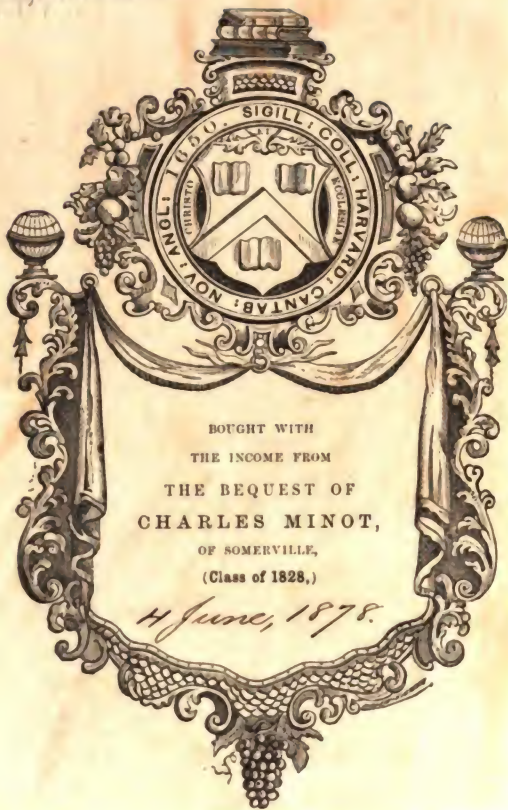 SIGILL: COLL: HARVARD: CANTAB: NOV: ANGL: 1650.
ET
CHRISTO
ECCLESIAE
BOUGHT WITH
THE INCOME FROM
THE BEQUEST OF
CHARLES MINOT,
OF SOMERVILLE,
(Class of 1828,)
4 June, 1878.